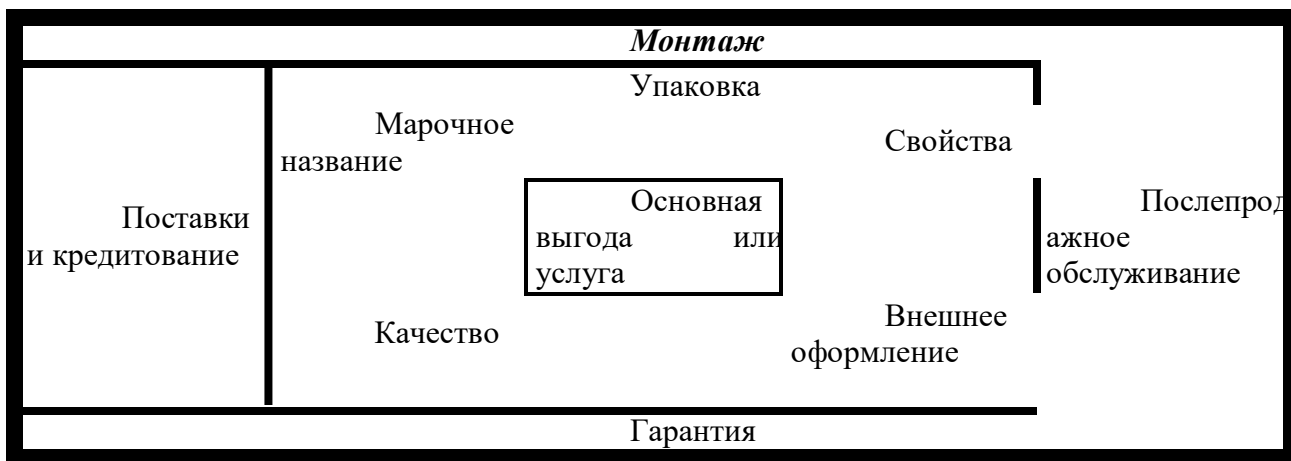 Монтаж
Упаковка
Марочное
название
Свойства
Поставки
и кредитование
Основная
выгода или
услуга
Послепрод
ажное
обслуживание
Качество
Внешнее
оформление
Гарантия